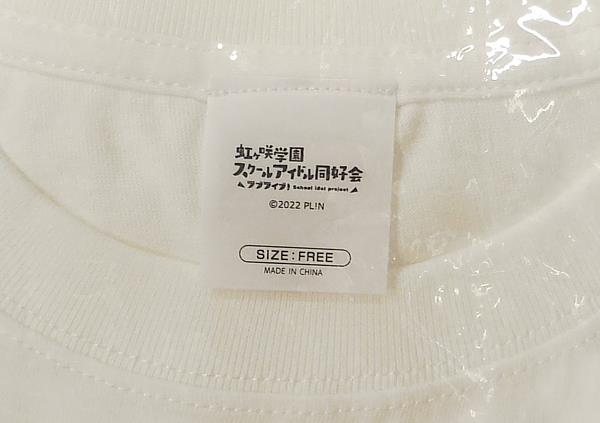 虹ヶ咲学園
スクールアイドル同好会
ラブライブ! School idol project
©2022 PL!N
SIZE:FREE
MADE IN CHINA